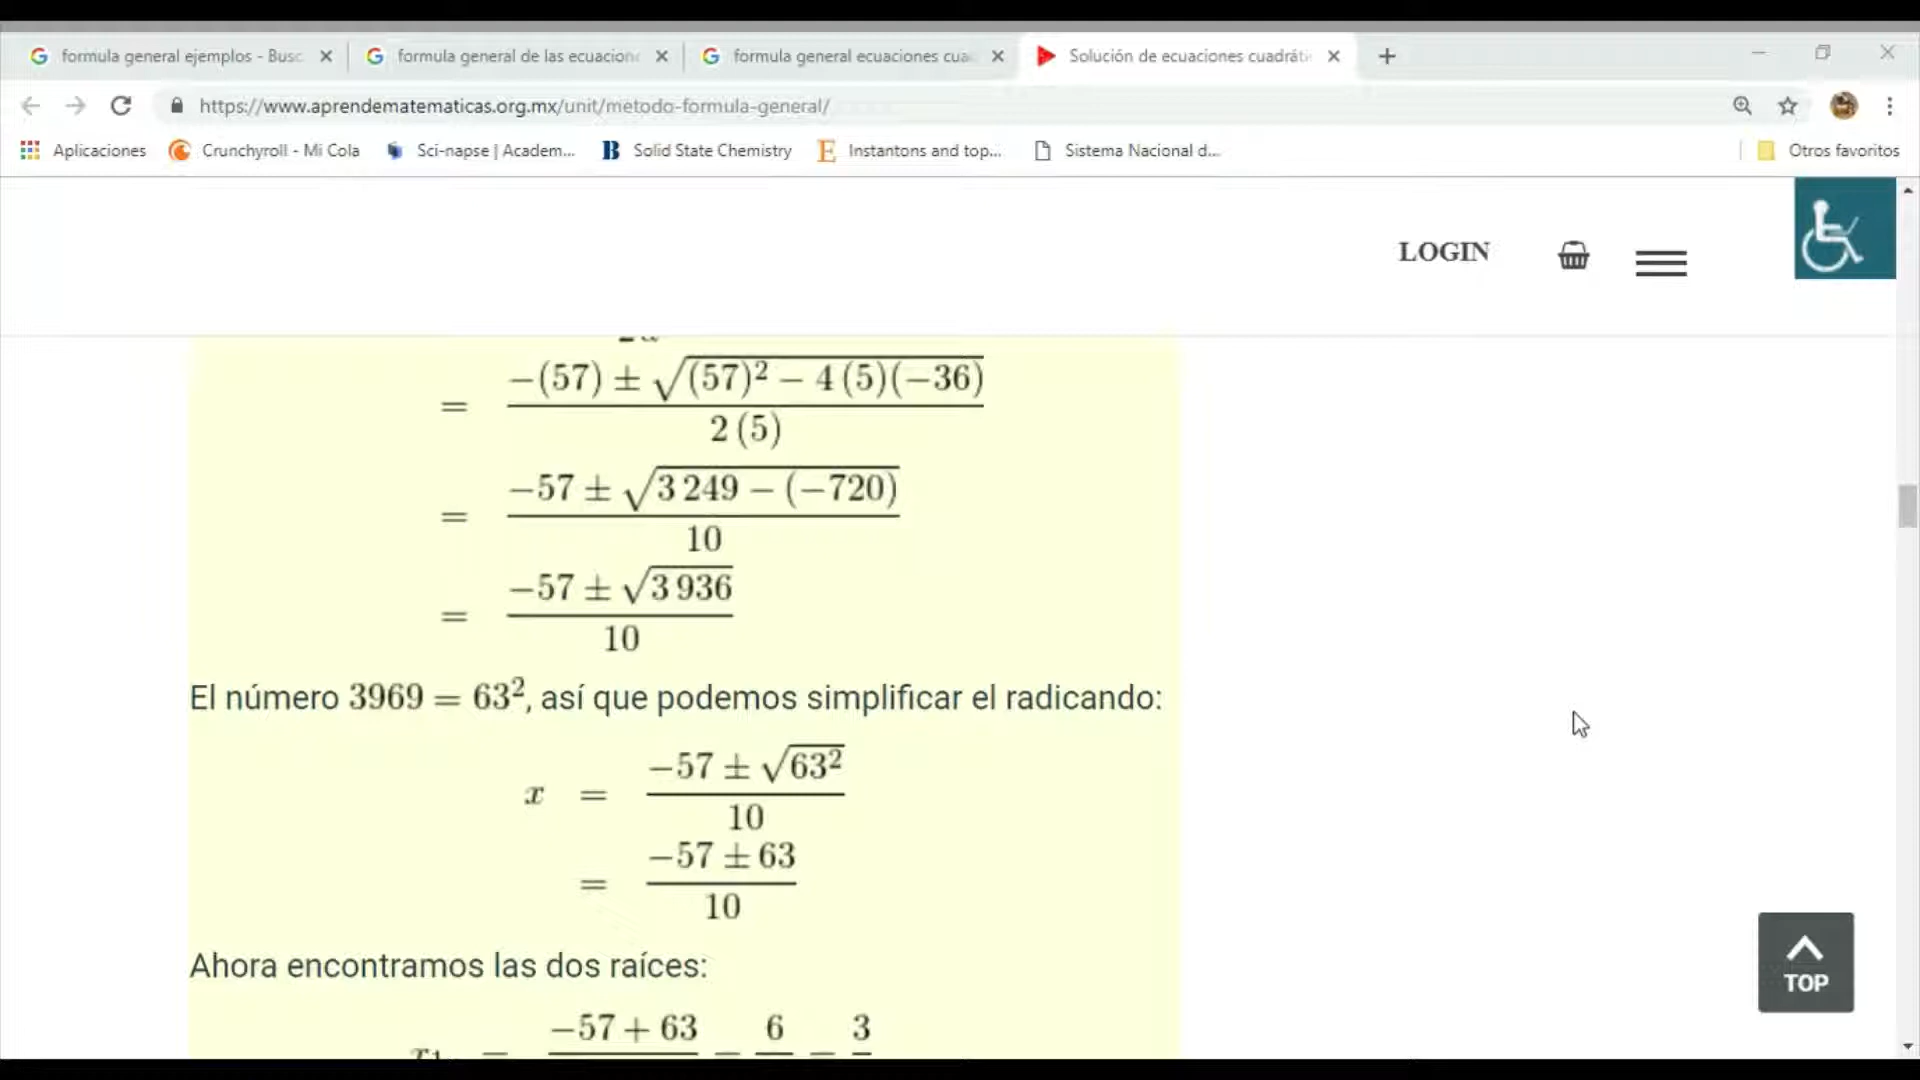 formula general ejemplos - Busc
formula general de las ecuacione
formula general ecuaciones cua
Solución de ecuaciones cuadráti
https://www.aprendematematicas.org.mx/unit/metodo-formula-general/
Aplicaciones
Crunchyroll - Mi Cola
Sci-napse | Academ...
Solid State Chemistry
Instantons and top...
Sistema Nacional d...
Otros favoritos
LOGIN
= −(57) ± √(57)² − 4 (5)(−36)
2 (5)
= −57 ± √3 249 − (−720)
10
= −57 ± √3 936
10
El número 3969 = 63², así que podemos simplificar el radicando:
x = −57 ± √63²
10
= −57 ± 63
10
Ahora encontramos las dos raíces:
−57 + 63 6 3
TOP